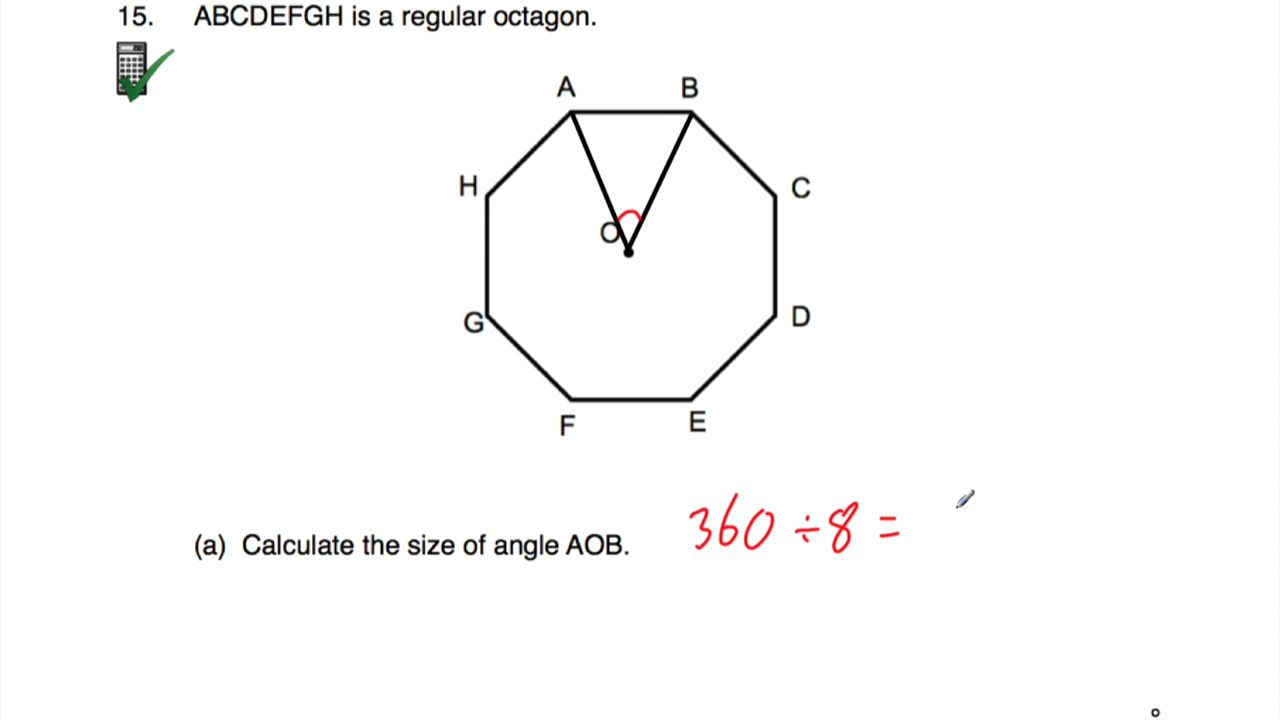 15. ABCDEFGH is a regular octagon.
A B
H C
O
G D
F E
(a) Calculate the size of angle AOB. 360 ÷ 8 =
°